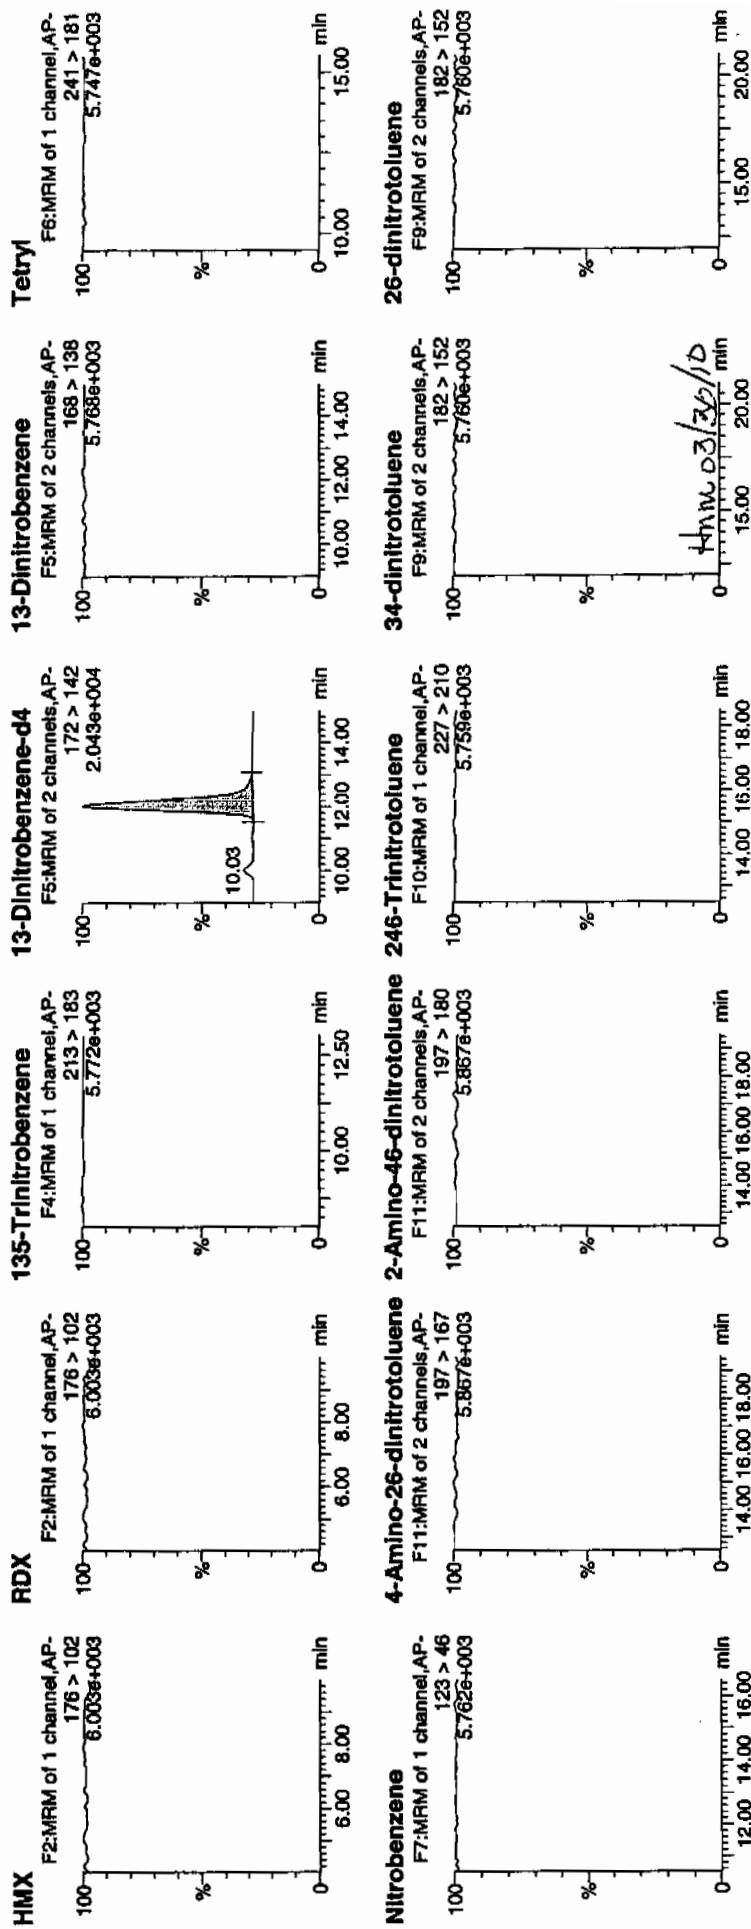 HMX
F2:MRM of 1 channel,AP-
176 > 102
6.003e+003
100
%
0
6.00 8.00 min
RDX
F2:MRM of 1 channel,AP-
176 > 102
6.003e+003
100
%
0
6.00 8.00 min
135-Trinitrobenzene
F4:MRM of 1 channel,AP-
213 > 183
5.772e+003
100
%
0
10.00 12.50 min
13-Dinitrobenzene-d4
F5:MRM of 2 channels,AP-
172 > 142
2.043e+004
100
10.03
%
0
10.00 12.00 14.00 min
13-Dinitrobenzene
F5:MRM of 2 channels,AP-
168 > 138
5.768e+003
100
%
0
10.00 12.00 14.00 min
Tetryl
F6:MRM of 1 channel,AP-
241 > 181
5.747e+003
100
%
0
10.00 15.00 min
Nitrobenzene
F7:MRM of 1 channel,AP-
123 > 46
5.762e+003
100
%
0
12.00 14.00 16.00 min
4-Amino-26-dinitrotoluene
F11:MRM of 2 channels,AP-
197 > 167
5.867e+003
100
%
0
14.00 16.00 18.00 min
2-Amino-46-dinitrotoluene
F11:MRM of 2 channels,AP-
197 > 180
5.867e+003
100
%
0
14.00 16.00 18.00 min
246-Trinitrotoluene
F10:MRM of 1 channel,AP-
227 > 210
5.759e+003
100
%
0
14.00 16.00 18.00 min
34-dinitrotoluene
F9:MRM of 2 channels,AP-
182 > 152
5.760e+003
100
%
0
15.00 20.00 min
26-dinitrotoluene
F9:MRM of 2 channels,AP-
182 > 152
5.760e+003
100
%
0
15.00 20.00 min